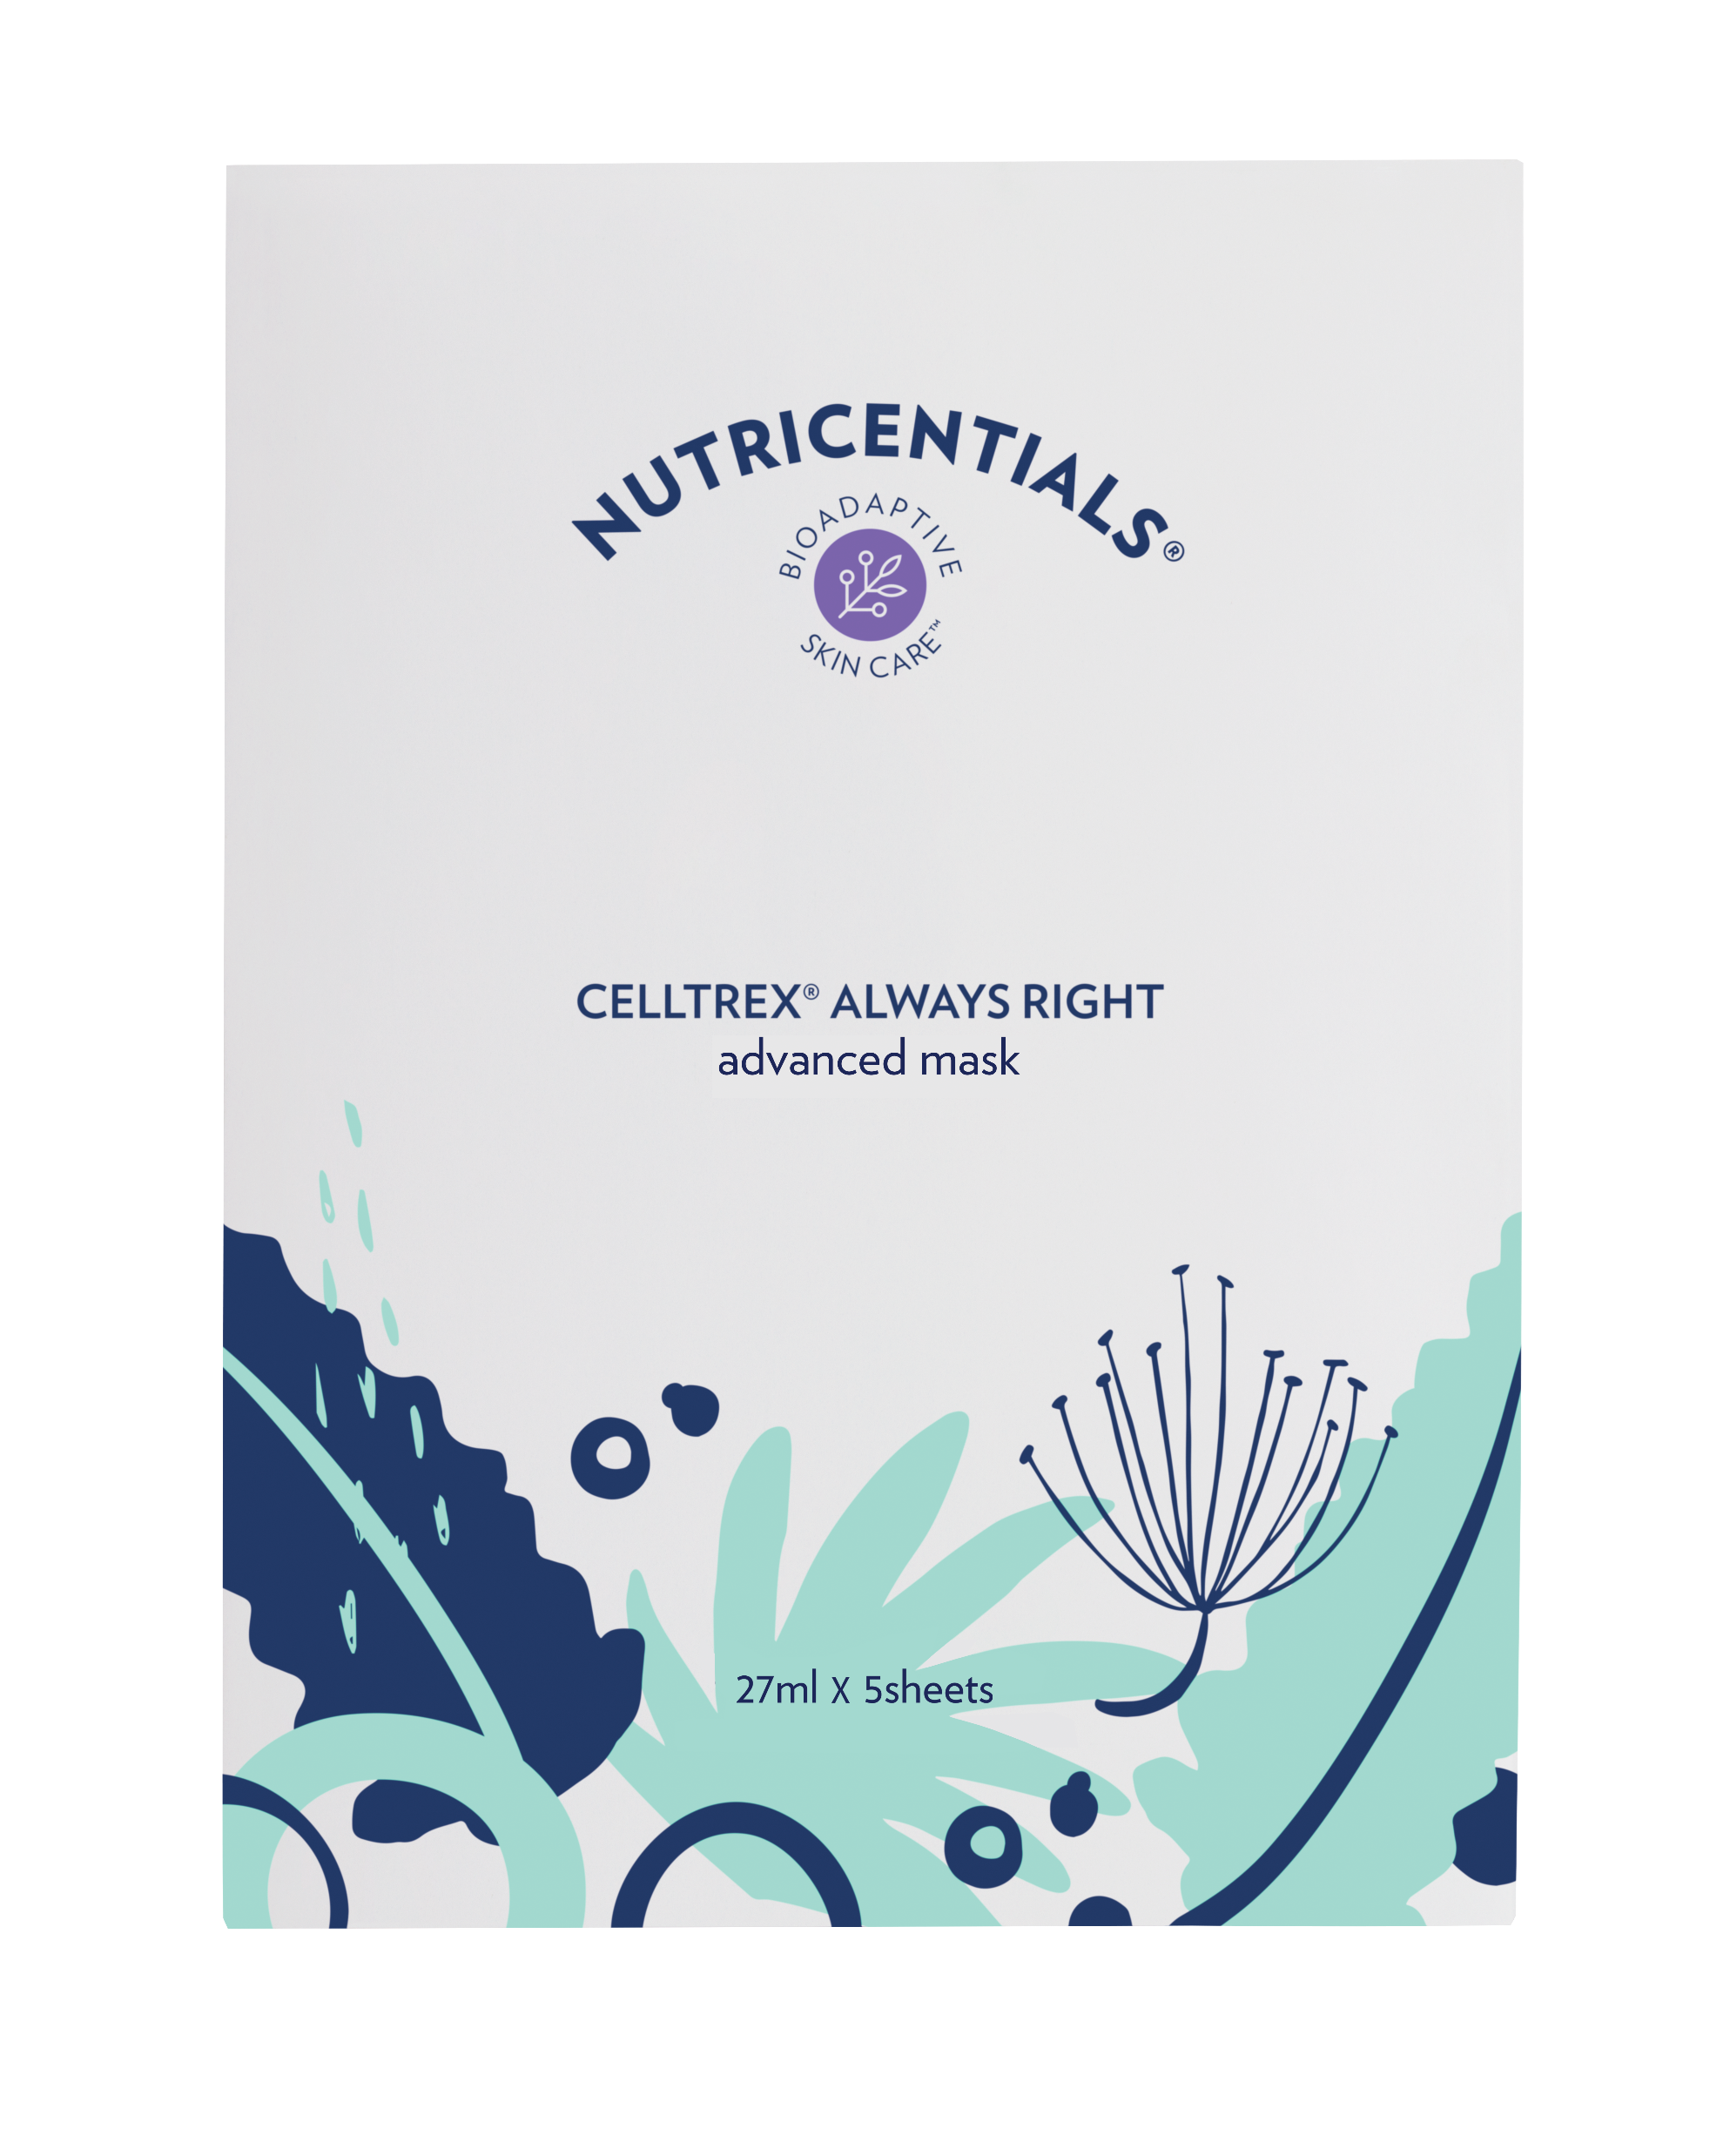 NUTRICENTIALS®
BIOADAPTIVE
SKIN CARE™
CELLTREX® ALWAYS RIGHT
advanced mask
27ml X 5sheets